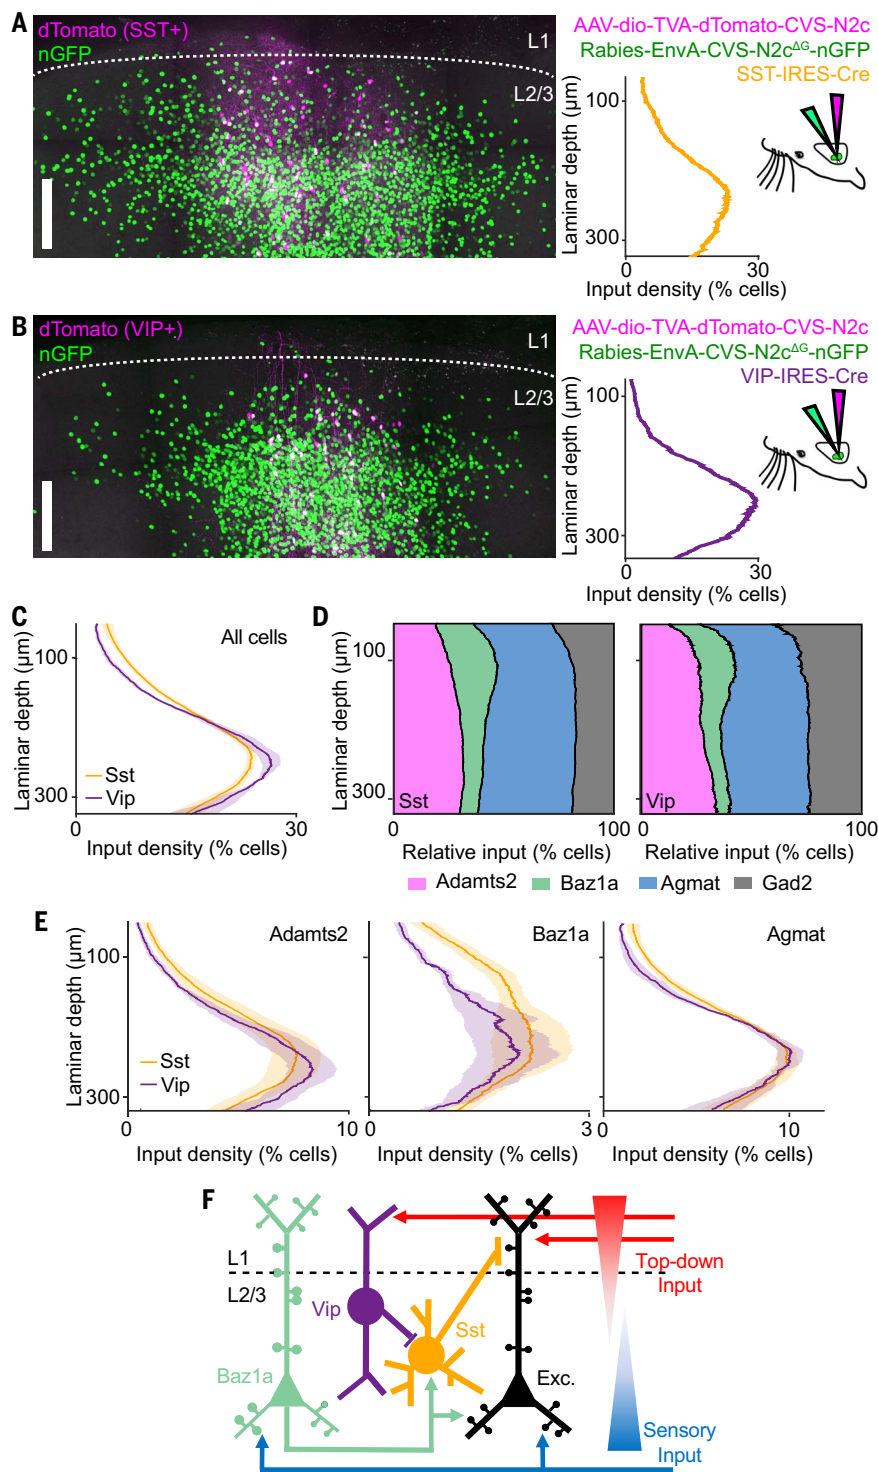 A
dTomato (SST+)
nGFP
L1
L2/3
AAV-dio-TVA-dTomato-CVS-N2c
Rabies-EnvA-CVS-N2cΔG-nGFP
SST-IRES-Cre
Laminar depth (µm)
100
300
0
30
Input density (% cells)
B
dTomato (VIP+)
nGFP
L1
L2/3
AAV-dio-TVA-dTomato-CVS-N2c
Rabies-EnvA-CVS-N2cΔG-nGFP
VIP-IRES-Cre
Laminar depth (µm)
100
300
0
30
Input density (% cells)
C
All cells
Laminar depth (µm)
100
300
Sst
Vip
0
30
Input density (% cells)
D
Laminar depth (µm)
100
300
Sst
0
100
Relative input (% cells)
Vip
0
100
Relative input (% cells)
Adamts2
Baz1a
Agmat
Gad2
E
Laminar depth (µm)
100
300
Adamts2
Sst
Vip
0
10
Input density (% cells)
Baz1a
0
3
Input density (% cells)
Agmat
0
10
Input density (% cells)
F
L1
L2/3
Vip
Sst
Baz1a
Exc.
Top-down
Input
Sensory
Input